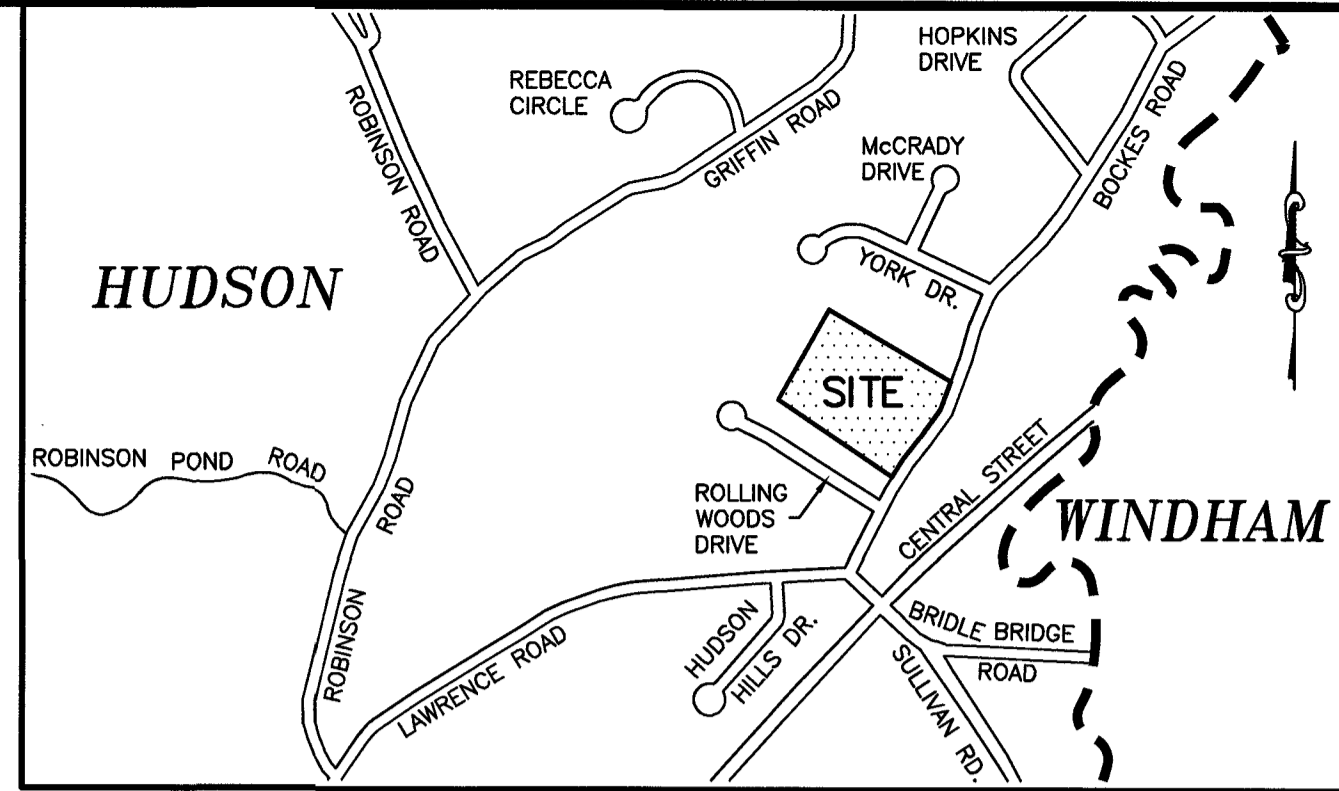 HOPKINS
DRIVE
REBECCA
CIRCLE
ROBINSON ROAD
GRIFFIN ROAD
BOCKES ROAD
McCRADY
DRIVE
HUDSON
YORK DR.
SITE
ROBINSON POND ROAD
ROAD
ROLLING
WOODS
DRIVE
CENTRAL STREET
WINDHAM
ROBINSON
LAWRENCE ROAD
HUDSON
HILLS DR.
BRIDLE BRIDGE
ROAD
SULLIVAN RD.